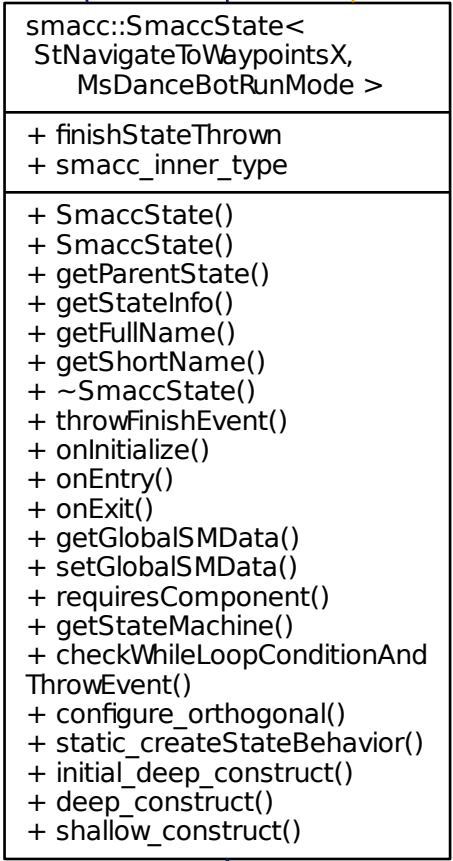 smacc::SmaccState<
StNavigateToWaypointsX,
MsDanceBotRunMode >
+ finishStateThrown
+ smacc_inner_type
+ SmaccState()
+ SmaccState()
+ getParentState()
+ getStateInfo()
+ getFullName()
+ getShortName()
+ ~SmaccState()
+ throwFinishEvent()
+ onInitialize()
+ onEntry()
+ onExit()
+ getGlobalSMData()
+ setGlobalSMData()
+ requiresComponent()
+ getStateMachine()
+ checkWhileLoopConditionAnd
ThrowEvent()
+ configure_orthogonal()
+ static_createStateBehavior()
+ initial_deep_construct()
+ deep_construct()
+ shallow_construct()